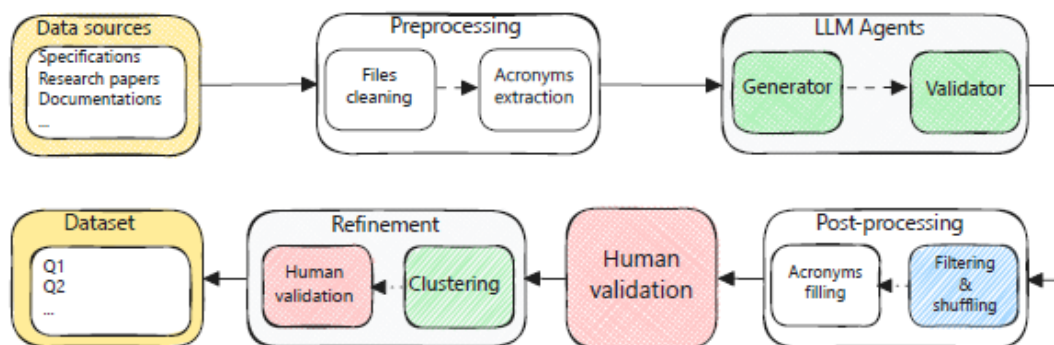 Data sources
Specifications
Research papers
Documentations
...
Preprocessing
Files
cleaning
Acronyms
extraction
LLM Agents
Generator
Validator
Dataset
Q1
Q2
...
Refinement
Human
validation
Clustering
Human
validation
Post-processing
Acronyms
filling
Filtering
&
shuffling